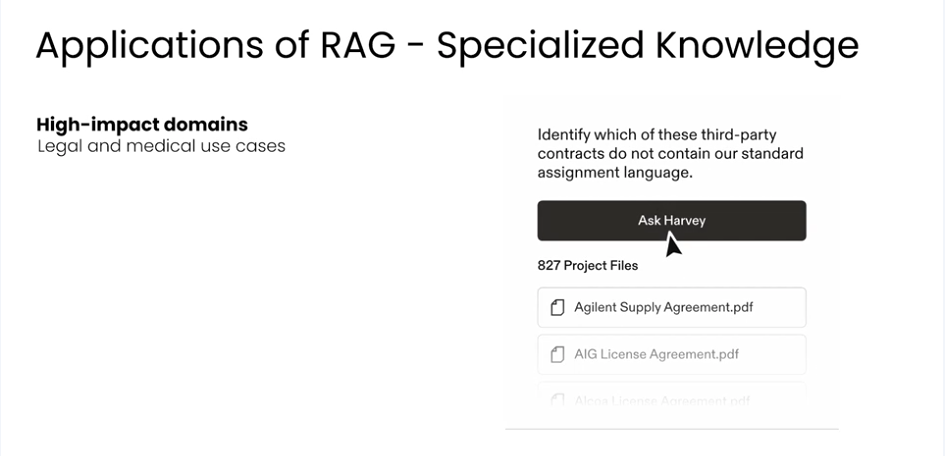 Applications of RAG - Specialized Knowledge
High-impact domains
Legal and medical use cases
Identify which of these third-party
contracts do not contain our standard
assignment language.
Ask Harvey
827 Project Files
Agilent Supply Agreement.pdf
AIG License Agreement.pdf
Alcoa License Agreement.pdf